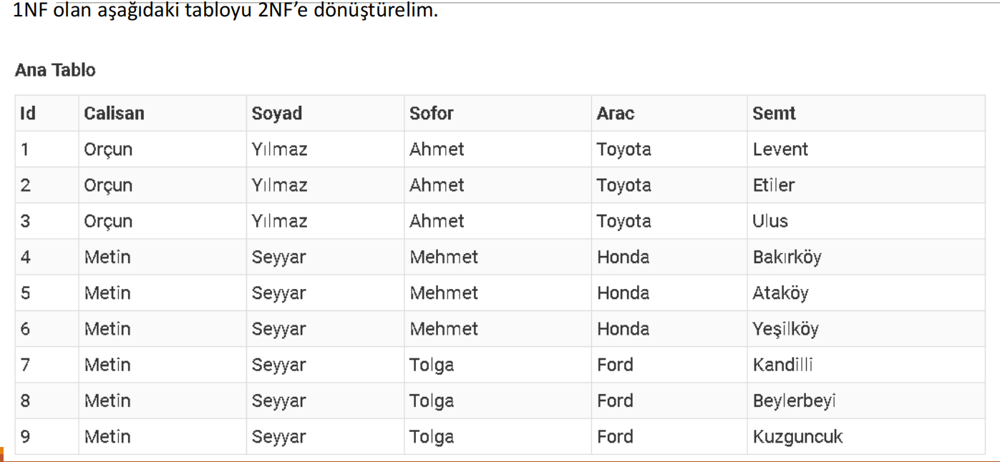 1NF olan aşağıdaki tabloyu 2NF’e dönüştürelim.
Ana Tablo
Id Calisan Soyad Sofor Arac Semt
1 Orçun Yılmaz Ahmet Toyota Levent
2 Orçun Yılmaz Ahmet Toyota Etiler
3 Orçun Yılmaz Ahmet Toyota Ulus
4 Metin Seyyar Mehmet Honda Bakırköy
5 Metin Seyyar Mehmet Honda Ataköy
6 Metin Seyyar Mehmet Honda Yeşilköy
7 Metin Seyyar Tolga Ford Kandilli
8 Metin Seyyar Tolga Ford Beylerbeyi
9 Metin Seyyar Tolga Ford Kuzguncuk